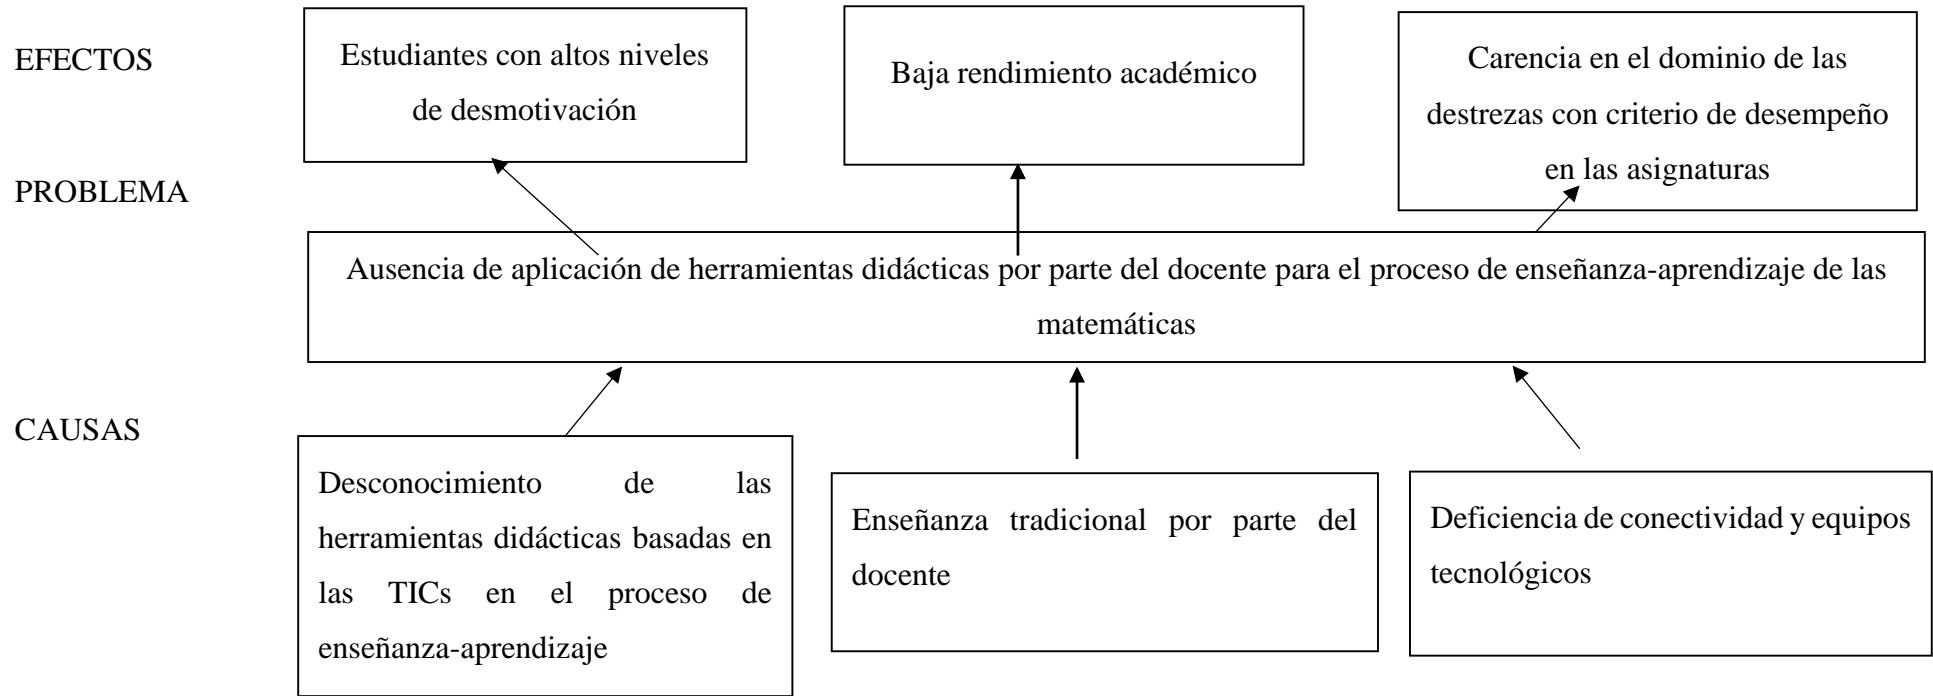 EFECTOS
Estudiantes con altos niveles
de desmotivación
Baja rendimiento académico
Carencia en el dominio de las
destrezas con criterio de desempeño
en las asignaturas
PROBLEMA
Ausencia de aplicación de herramientas didácticas por parte del docente para el proceso de enseñanza-aprendizaje de las
matemáticas
CAUSAS
Desconocimiento de las
herramientas didácticas basadas en
las TICs en el proceso de
enseñanza-aprendizaje
Enseñanza tradicional por parte del
docente
Deficiencia de conectividad y equipos
tecnológicos